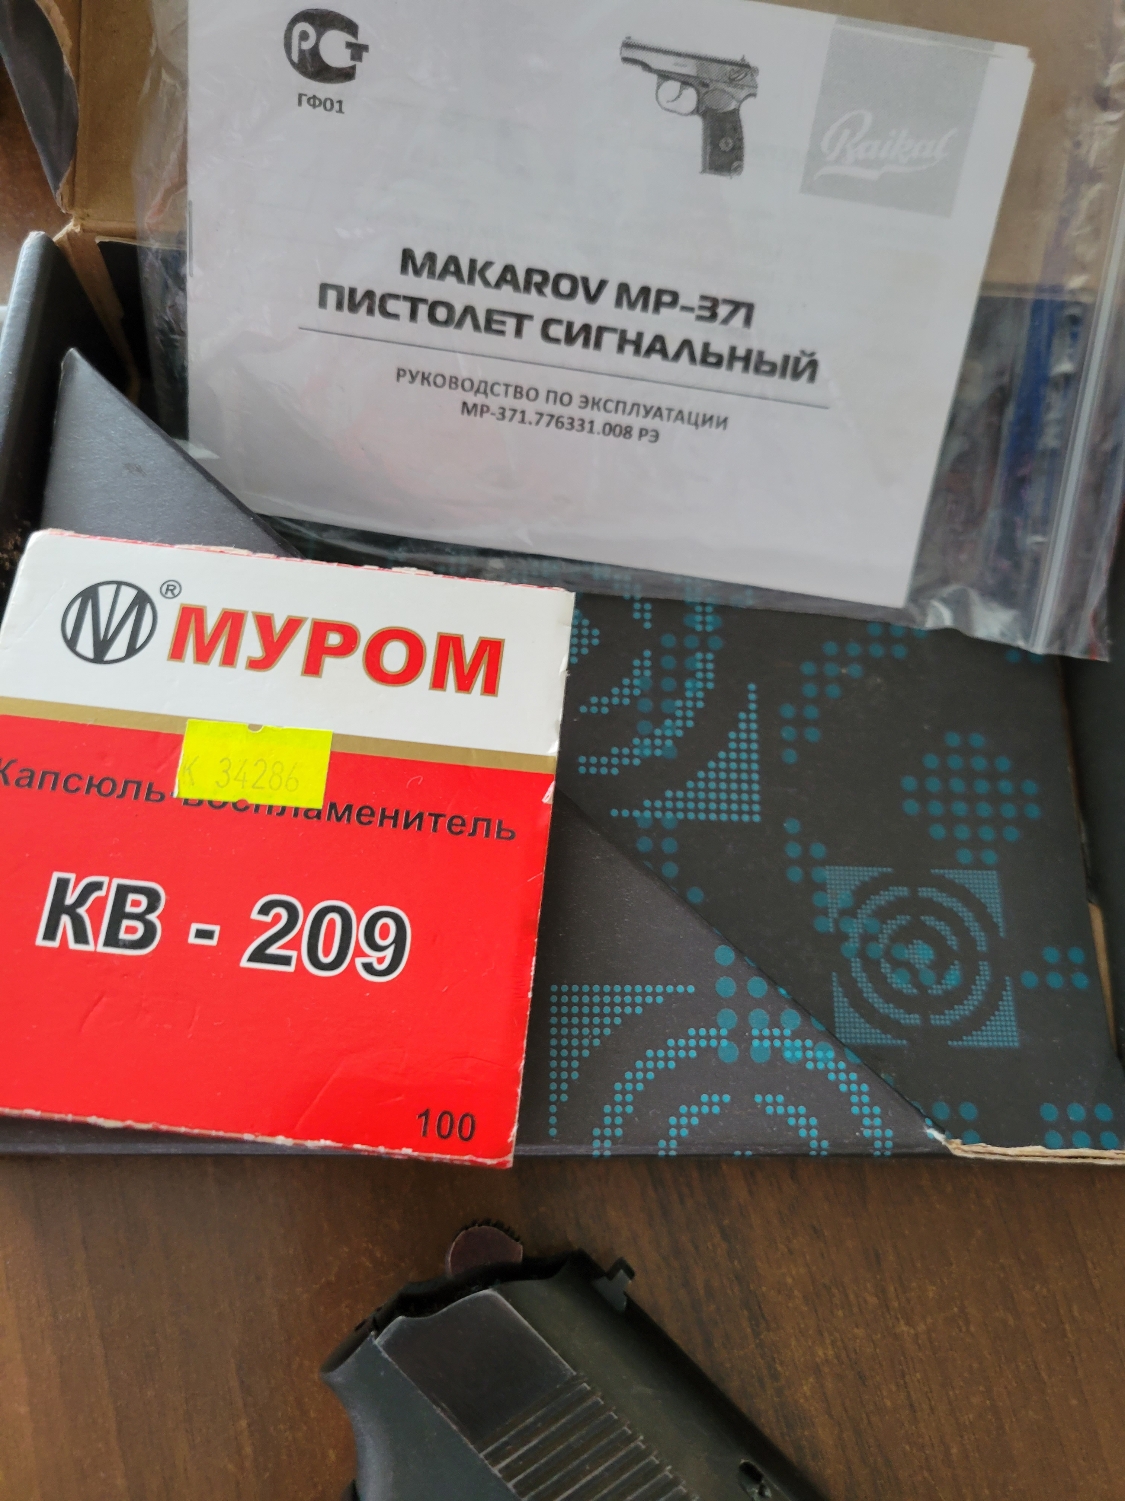 РСТ
ГФ01
Baikal
MAKAROV MP-371
ПИСТОЛЕТ СИГНАЛЬНЫЙ
РУКОВОДСТВО ПО ЭКСПЛУАТАЦИИ
МР-371.776331.008 РЭ
М ® МУРОМ
К 34286
Капсюль-воспламенитель
КВ - 209
100